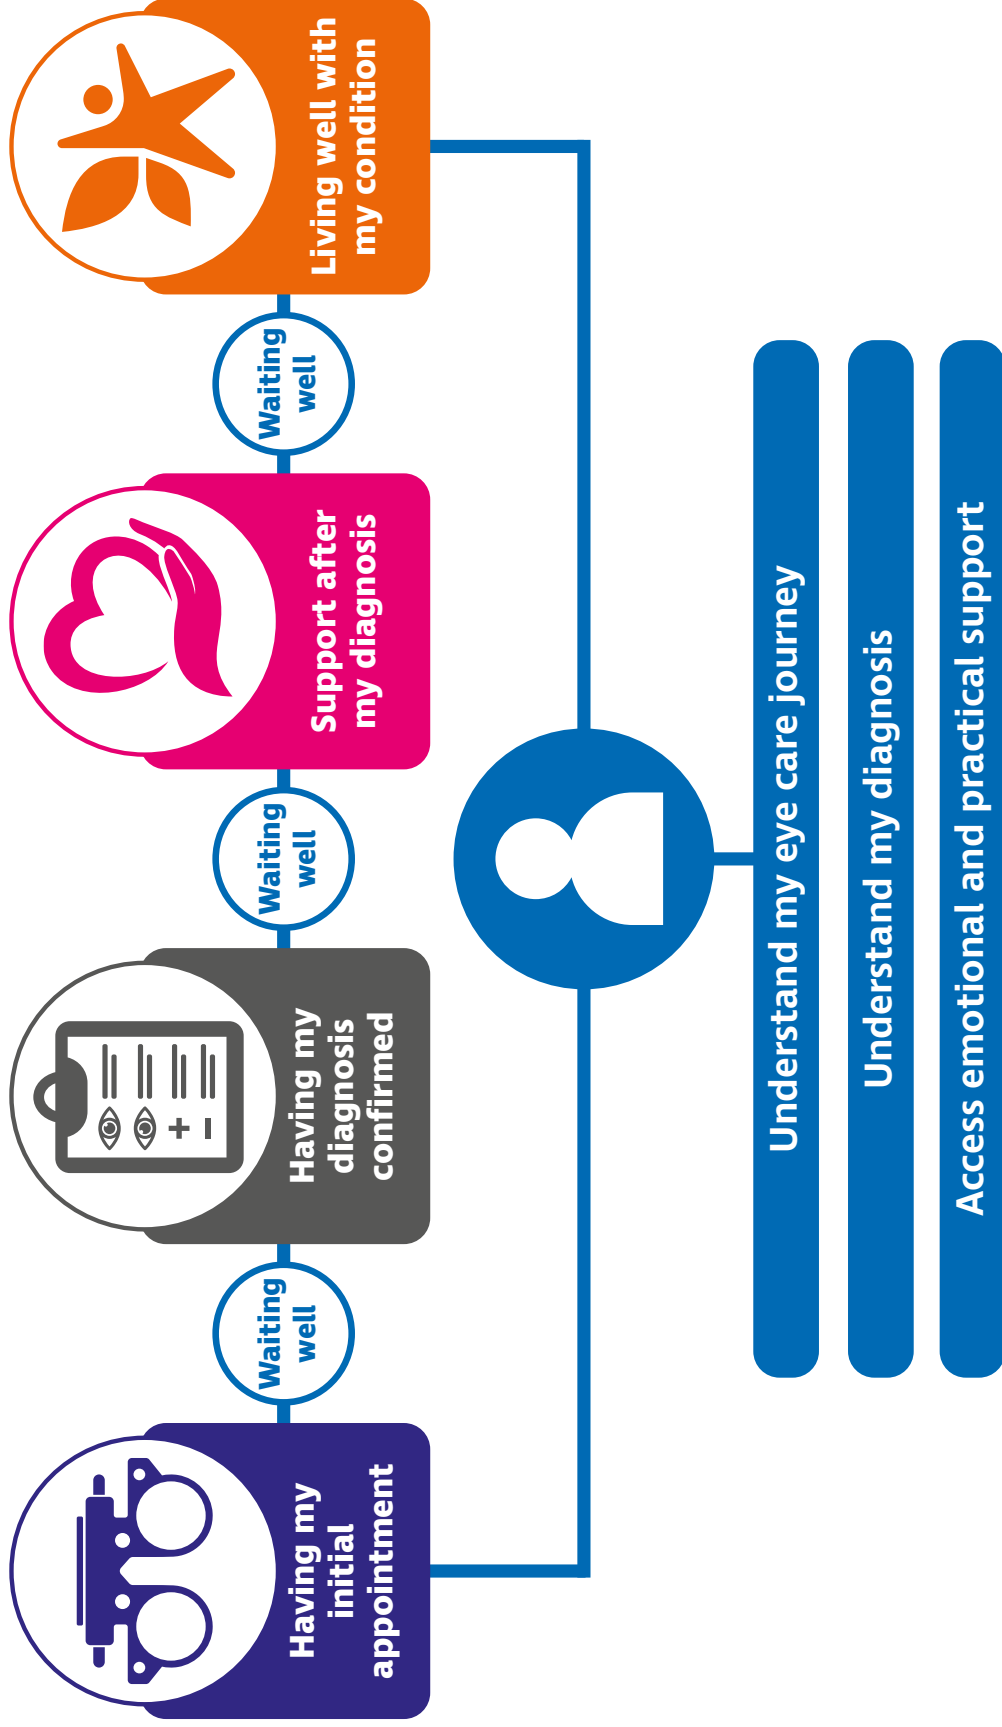 Having my
initial
appointment
Waiting
well
Having my
diagnosis
confirmed
Waiting
well
Support after
my diagnosis
Waiting
well
Living well with
my condition
Understand my eye care journey
Understand my diagnosis
Access emotional and practical support